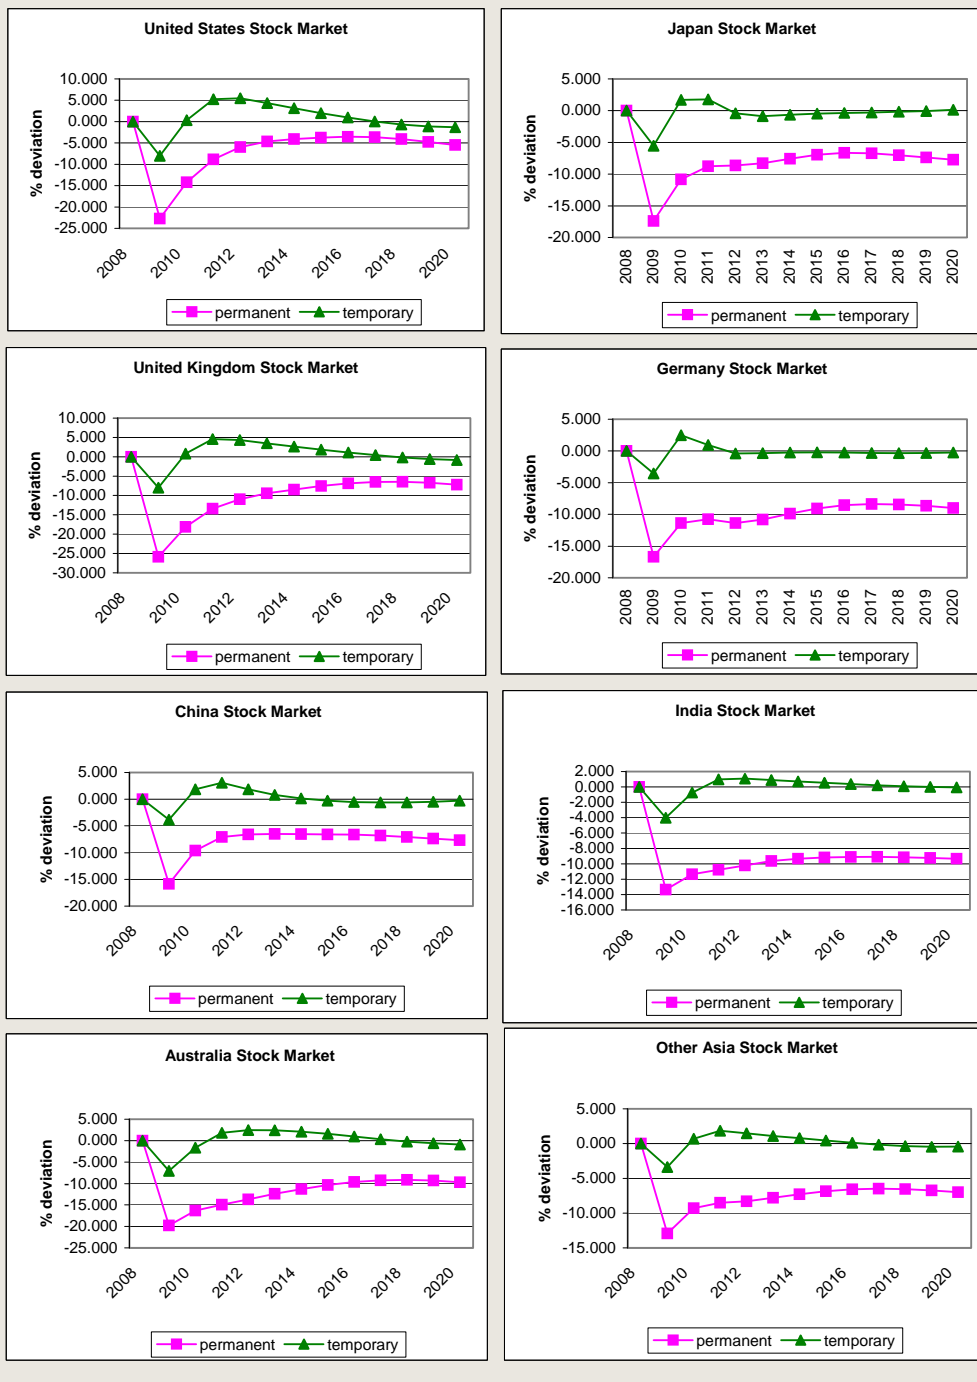 United States Stock Market
% deviation
10.000
5.000
0.000
-5.000
-10.000
-15.000
-20.000
-25.000
2008 2010 2012 2014 2016 2018 2020
permanent temporary
Japan Stock Market
% deviation
5.000
0.000
-5.000
-10.000
-15.000
-20.000
2008 2009 2010 2011 2012 2013 2014 2015 2016 2017 2018 2019 2020
permanent temporary
United Kingdom Stock Market
% deviation
10.000
5.000
0.000
-5.000
-10.000
-15.000
-20.000
-25.000
-30.000
2008 2010 2012 2014 2016 2018 2020
permanent temporary
Germany Stock Market
% deviation
5.000
0.000
-5.000
-10.000
-15.000
-20.000
2008 2009 2010 2011 2012 2013 2014 2015 2016 2017 2018 2019 2020
permanent temporary
China Stock Market
% deviation
5.000
0.000
-5.000
-10.000
-15.000
-20.000
2008 2010 2012 2014 2016 2018 2020
permanent temporary
India Stock Market
% deviation
2.000
0.000
-2.000
-4.000
-6.000
-8.000
-10.000
-12.000
-14.000
-16.000
2008 2010 2012 2014 2016 2018 2020
permanent temporary
Australia Stock Market
% deviation
5.000
0.000
-5.000
-10.000
-15.000
-20.000
-25.000
2008 2010 2012 2014 2016 2018 2020
permanent temporary
Other Asia Stock Market
% deviation
5.000
0.000
-5.000
-10.000
-15.000
2008 2010 2012 2014 2016 2018 2020
permanent temporary